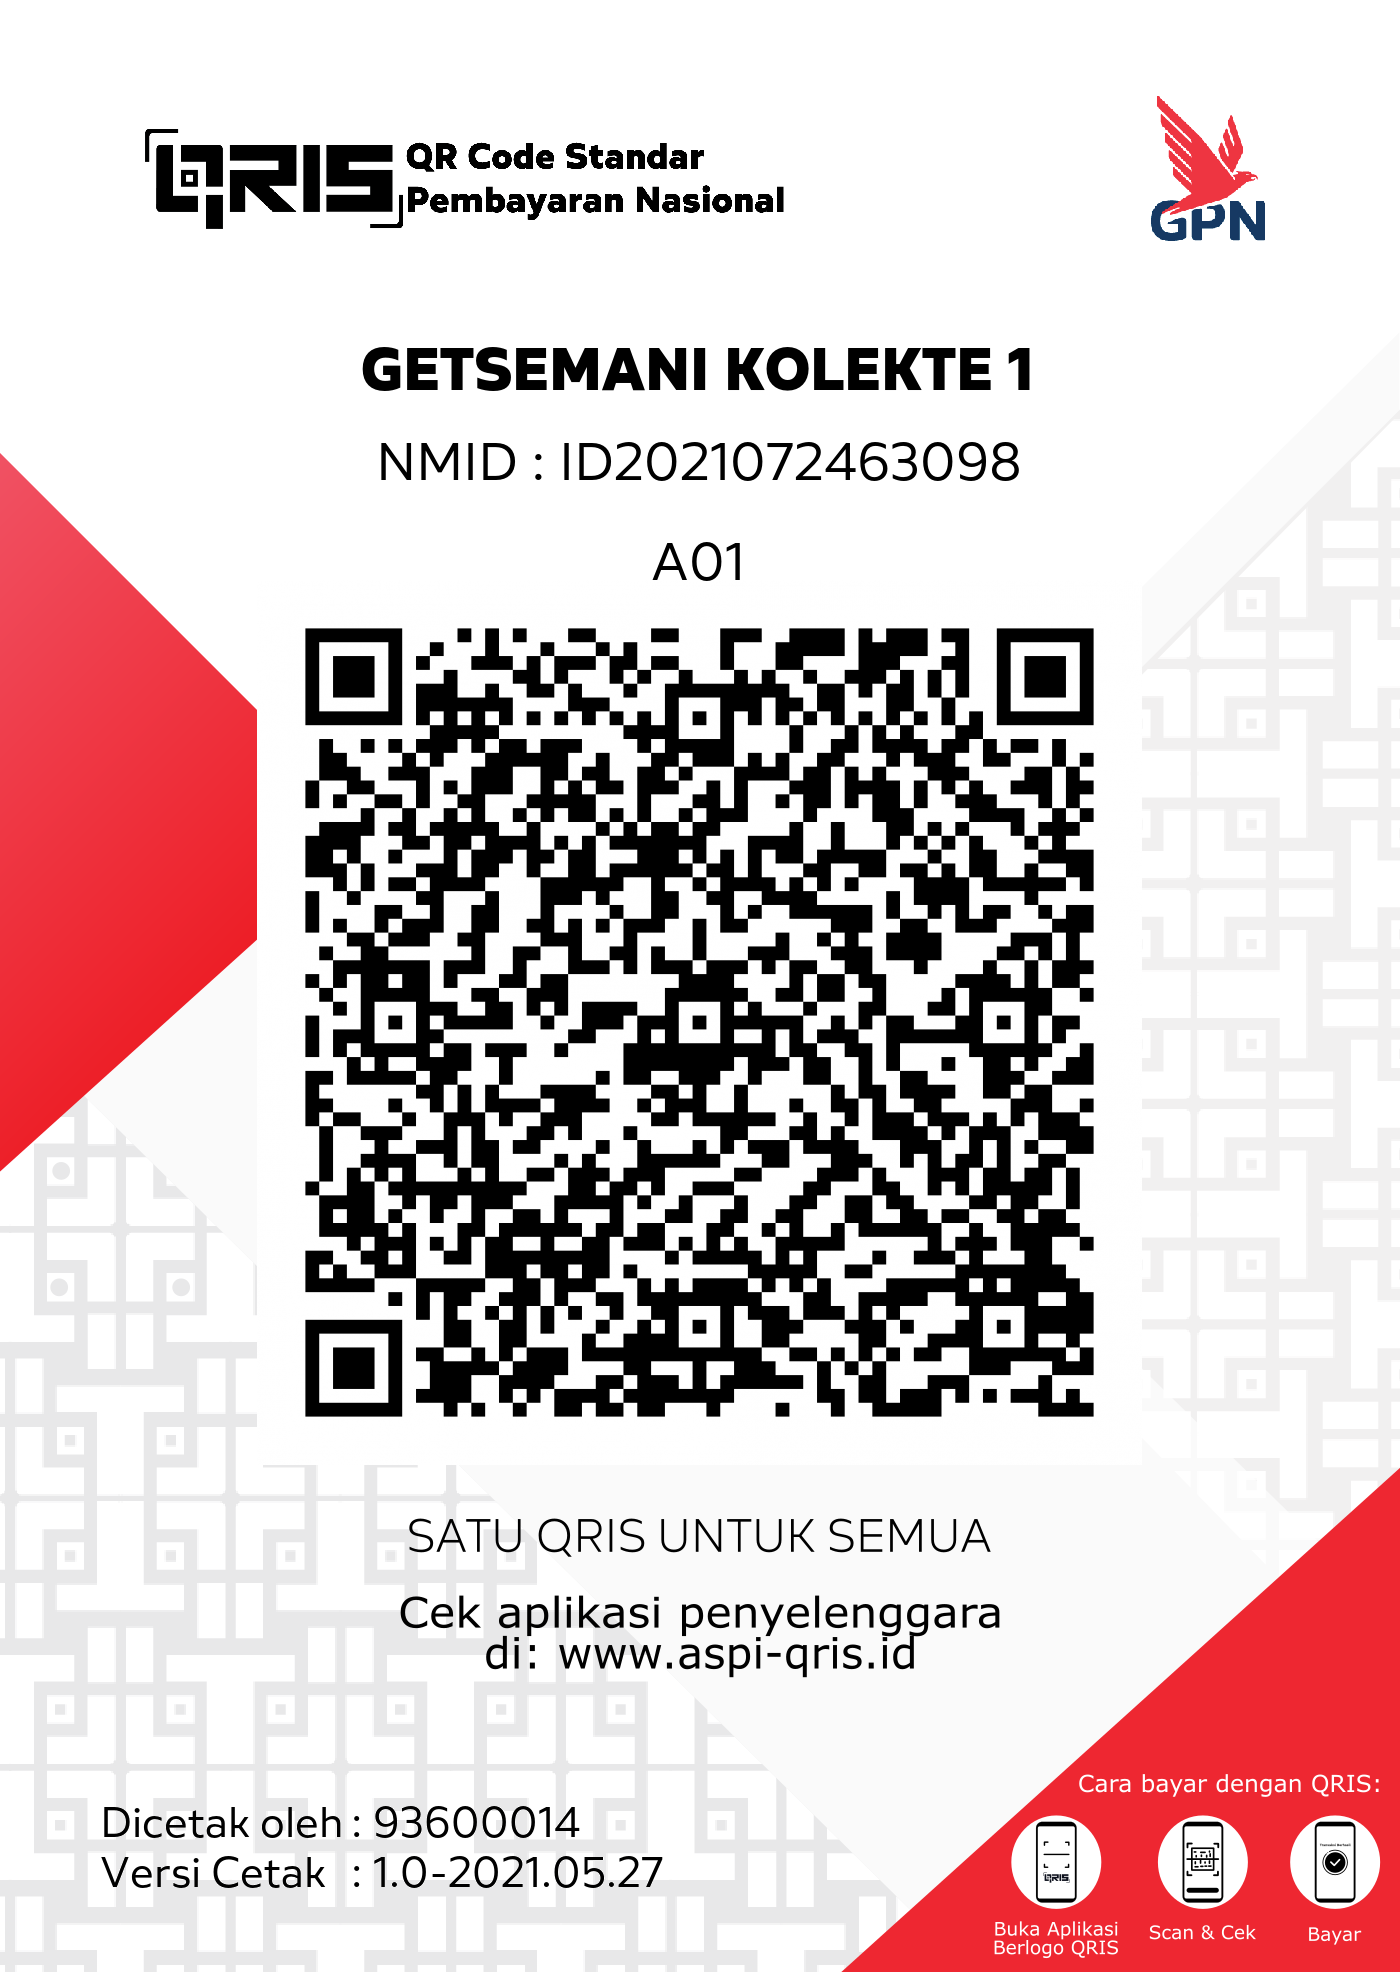 QRIS QR Code Standar
Pembayaran Nasional
GPN
GETSEMANI KOLEKTE 1
NMID : ID2021072463098
A01
SATU QRIS UNTUK SEMUA
Cek aplikasi penyelenggara
di: www.aspi-qris.id
Dicetak oleh : 93600014
Versi Cetak : 1.0-2021.05.27
Cara bayar dengan QRIS:
QRIS
Buka Aplikasi
Berlogo QRIS
Scan & Cek
Bayar